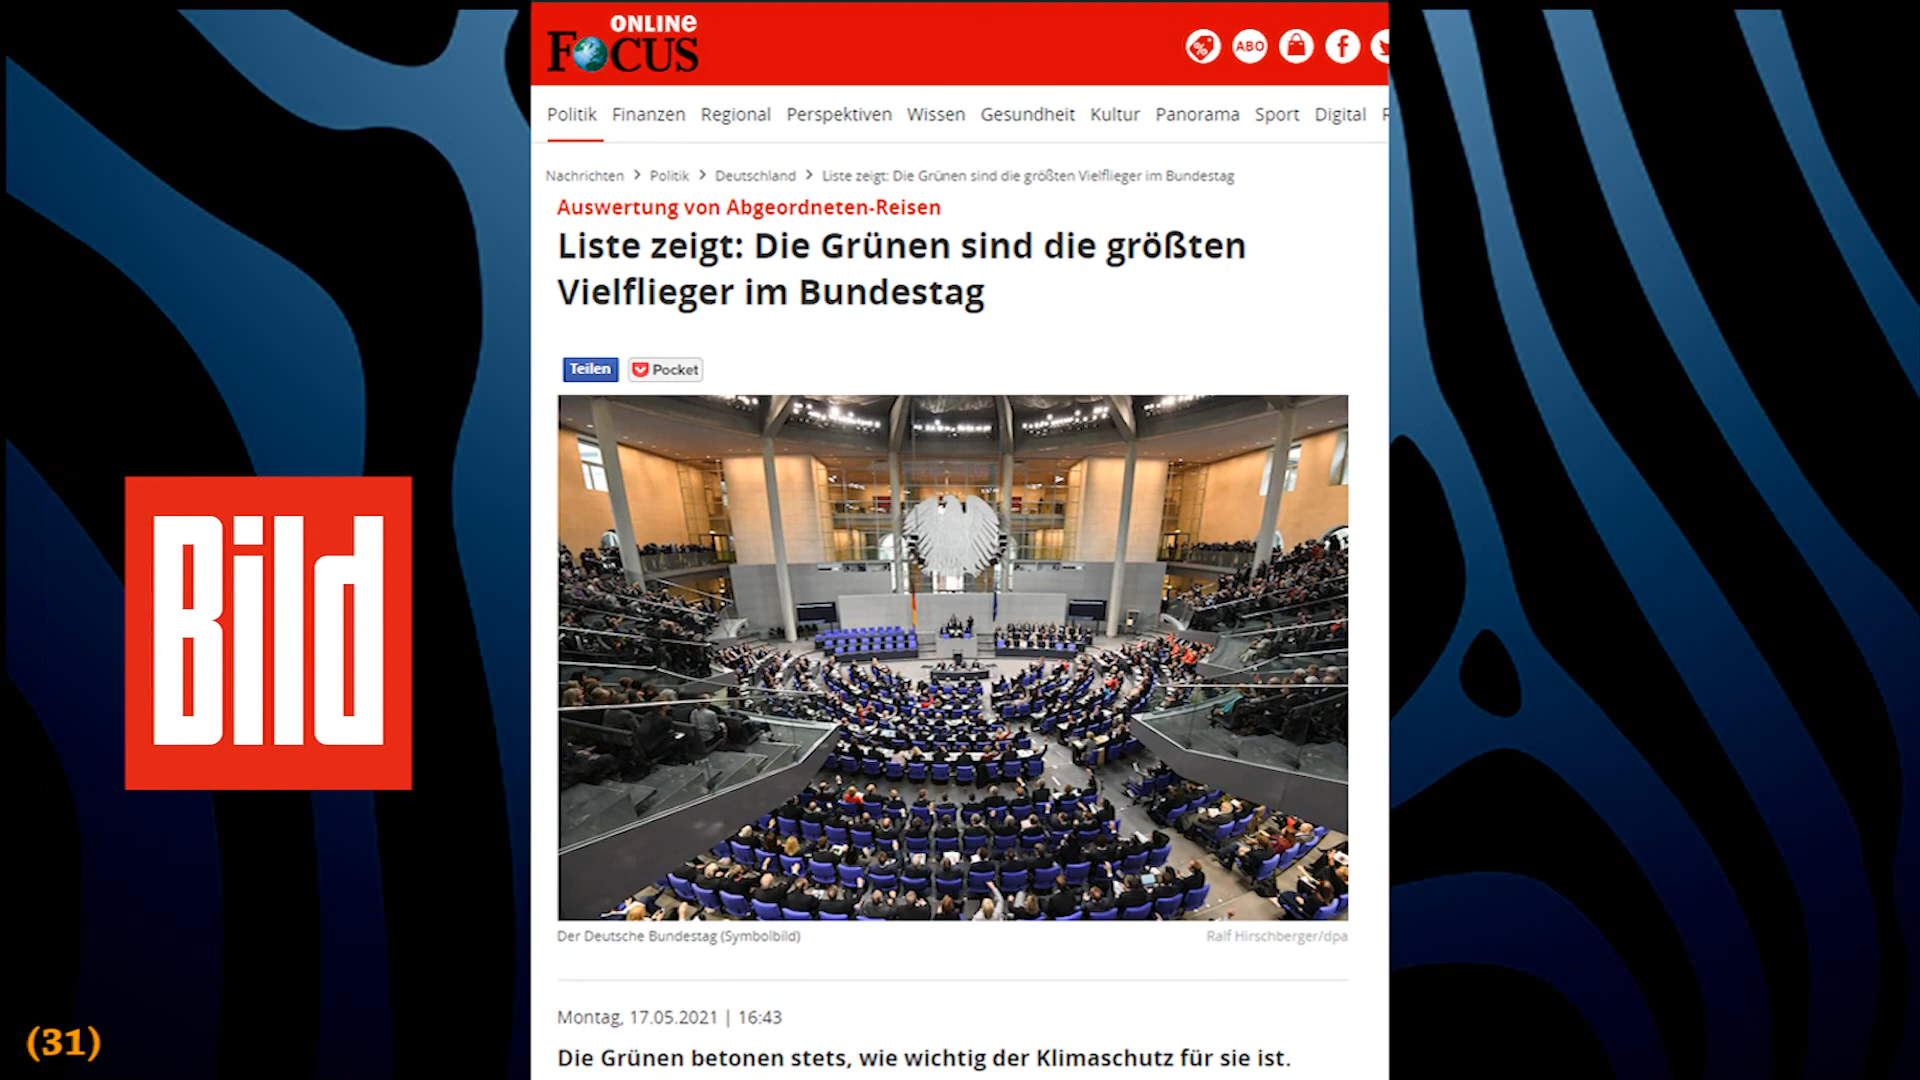 ONLINE
FOCUS
ABO
Politik Finanzen Regional Perspektiven Wissen Gesundheit Kultur Panorama Sport Digital
Nachrichten > Politik > Deutschland > Liste zeigt: Die Grünen sind die größten Vielflieger im Bundestag
Auswertung von Abgeordneten-Reisen
Liste zeigt: Die Grünen sind die größten
Vielflieger im Bundestag
Teilen Pocket
Bild
Der Deutsche Bundestag (Symbolbild) Ralf Hirschberger/dpa
Montag, 17.05.2021 | 16:43
(31)
Die Grünen betonen stets, wie wichtig der Klimaschutz für sie ist.